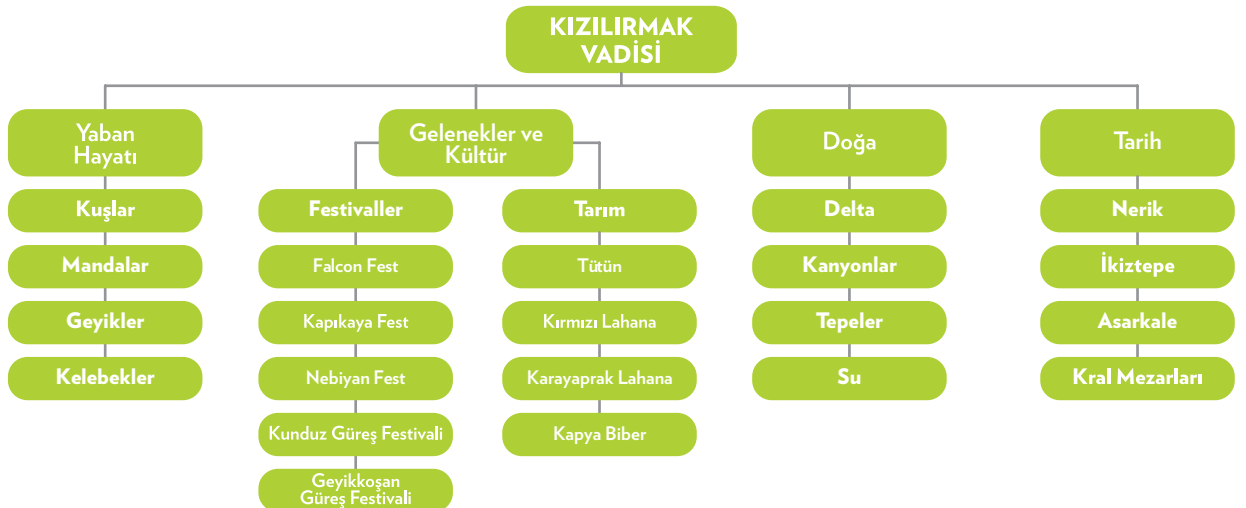 KIZILIRMAK
VADİSİ
Yaban
Hayatı
Kuşlar
Mandalar
Geyikler
Kelebekler
Gelenekler ve
Kültür
Festivaller
Falcon Fest
Kapıkaya Fest
Nebiyan Fest
Kunduz Güreş Festivali
Geyikkoşan
Güreş Festivali
Tarım
Tütün
Kırmızı Lahana
Karayaprak Lahana
Kapya Biber
Doğa
Delta
Kanyonlar
Tepeler
Su
Tarih
Nerik
İkiztepe
Asarkale
Kral Mezarları